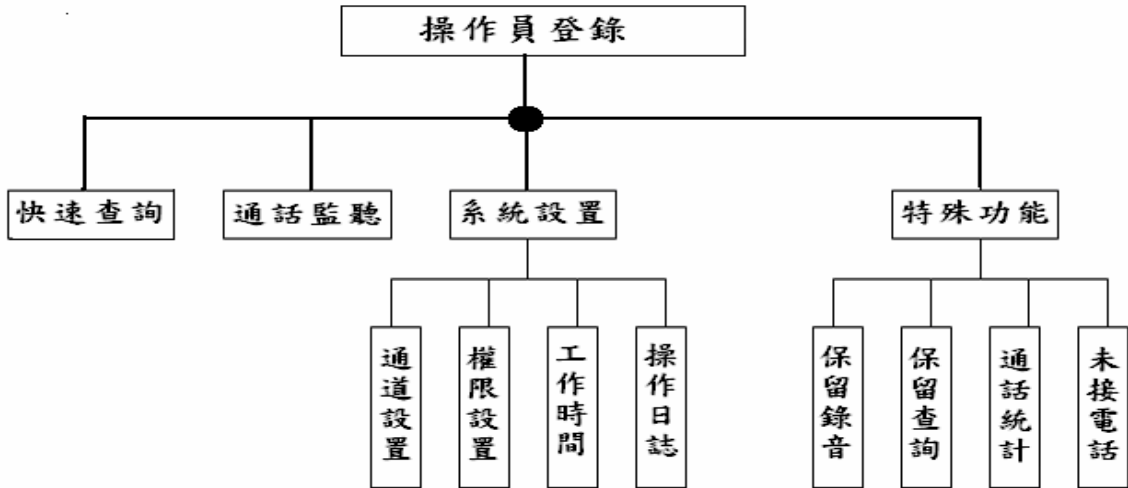 操作員登錄
快速查詢
通話監聽
系統設置
特殊功能
通道設置
權限設置
工作時間
操作日誌
保留錄音
保留查詢
通話統計
未接電話